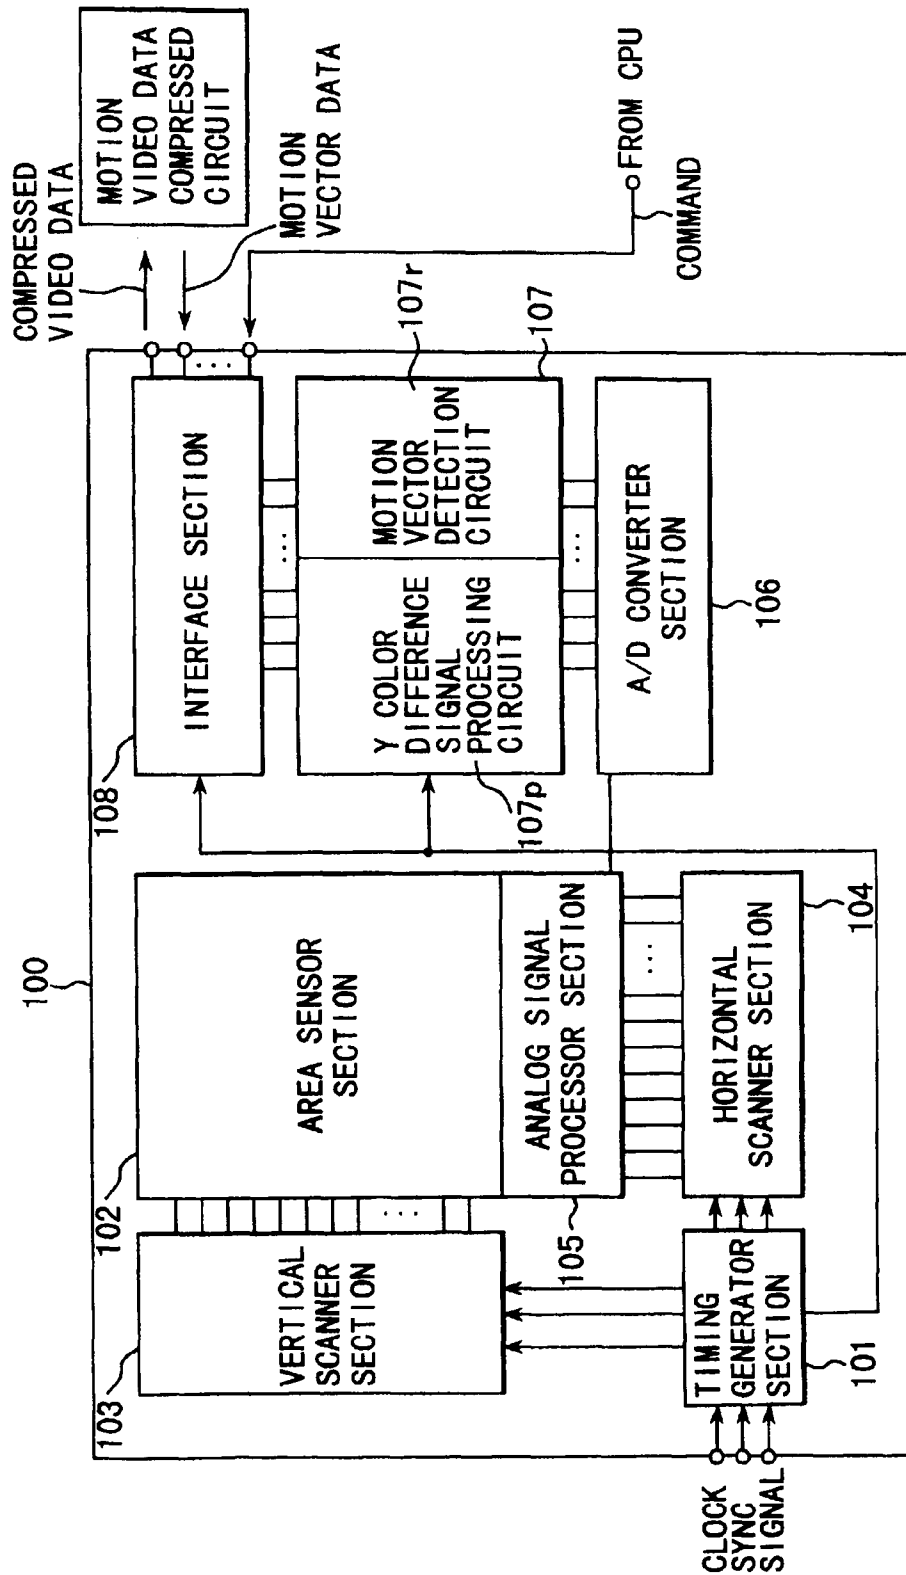 100
103
VERTICAL
SCANNER
SECTION
102
AREA SENSOR
SECTION
108
INTERFACE SECTION
COMPRESSED
VIDEO DATA
MOTION
VIDEO DATA
COMPRESSED
CIRCUIT
MOTION
VECTOR DATA
...
...
...
105
ANALOG SIGNAL
PROCESSOR SECTION
107p
Y COLOR
DIFFERENCE
SIGNAL
PROCESSING
CIRCUIT
MOTION
VECTOR
DETECTION
CIRCUIT
107r
107
...
...
FROM CPU
COMMAND
CLOCK
SYNC
SIGNAL
TIMING
GENERATOR
SECTION
101
HORIZONTAL
SCANNER SECTION
104
A/D CONVERTER
SECTION
106